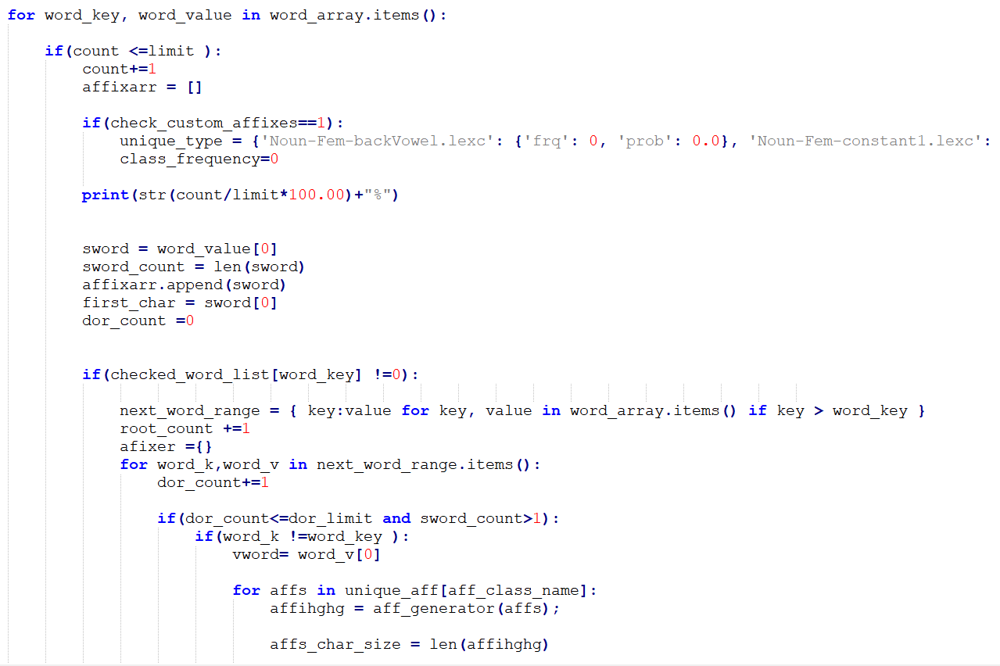 for word_key, word_value in word_array.items():
if(count <=limit ):
count+=1
affixarr = []
if(check_custom_affixes==1):
unique_type = {'Noun-Fem-backVowel.lexc': {'frq': 0, 'prob': 0.0}, 'Noun-Fem-constant1.lexc':
class_frequency=0
print(str(count/limit*100.00)+"%")
sword = word_value[0]
sword_count = len(sword)
affixarr.append(sword)
first_char = sword[0]
dor_count =0
if(checked_word_list[word_key] !=0):
next_word_range = { key:value for key, value in word_array.items() if key > word_key }
root_count +=1
afixer ={}
for word_k,word_v in next_word_range.items():
dor_count+=1
if(dor_count<=dor_limit and sword_count>1):
if(word_k !=word_key ):
vword= word_v[0]
for affs in unique_aff[aff_class_name]:
affihghg = aff_generator(affs);
affs_char_size = len(affihghg)